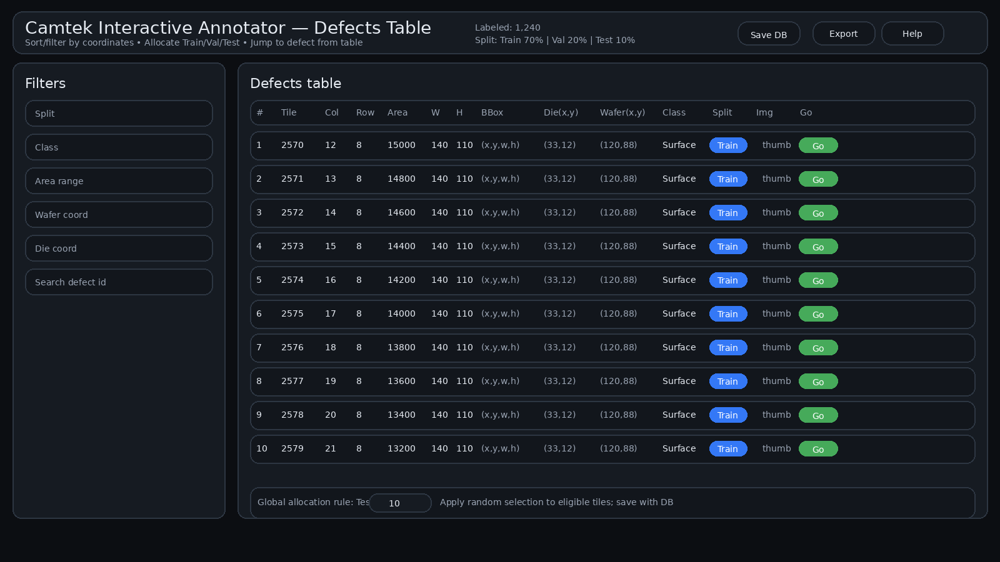 Camtek Interactive Annotator — Defects Table
Sort/filter by coordinates • Allocate Train/Val/Test • Jump to defect from table
Labeled: 1,240
Split: Train 70% | Val 20% | Test 10%
Save DB
Export
Help
Filters
Split
Class
Area range
Wafer coord
Die coord
Search defect id
Defects table
# Tile Col Row Area W H BBox Die(x,y) Wafer(x,y) Class Split Img Go
1 2570 12 8 15000 140 110 (x,y,w,h) (33,12) (120,88) Surface Train thumb Go
2 2571 13 8 14800 140 110 (x,y,w,h) (33,12) (120,88) Surface Train thumb Go
3 2572 14 8 14600 140 110 (x,y,w,h) (33,12) (120,88) Surface Train thumb Go
4 2573 15 8 14400 140 110 (x,y,w,h) (33,12) (120,88) Surface Train thumb Go
5 2574 16 8 14200 140 110 (x,y,w,h) (33,12) (120,88) Surface Train thumb Go
6 2575 17 8 14000 140 110 (x,y,w,h) (33,12) (120,88) Surface Train thumb Go
7 2576 18 8 13800 140 110 (x,y,w,h) (33,12) (120,88) Surface Train thumb Go
8 2577 19 8 13600 140 110 (x,y,w,h) (33,12) (120,88) Surface Train thumb Go
9 2578 20 8 13400 140 110 (x,y,w,h) (33,12) (120,88) Surface Train thumb Go
10 2579 21 8 13200 140 110 (x,y,w,h) (33,12) (120,88) Surface Train thumb Go
Global allocation rule: 10 Apply random selection to eligible tiles; save with DB